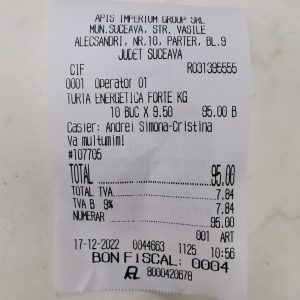 APIS IMPERIUM GROUP SRL
MUN.SUCEAVA, STR. VASILE
ALECSANDRI, NR.10, PARTER, BL.9
JUDET SUCEAVA
CIF RO31395555
0001 Operator 01
TURTA ENERGETICA FORTE KG
10 BUC X 9.50 95.00 B
Casier: Andrei Simona-Cristina
Va multumim!
#107705
TOTAL 95.00
TOTAL TVA 7.84
TVA B 9% 7.84
NUMERAR 95.00
001 ART
17-12-2022 0044663 1125 10:56
BON FISCAL: 0004
8000420678